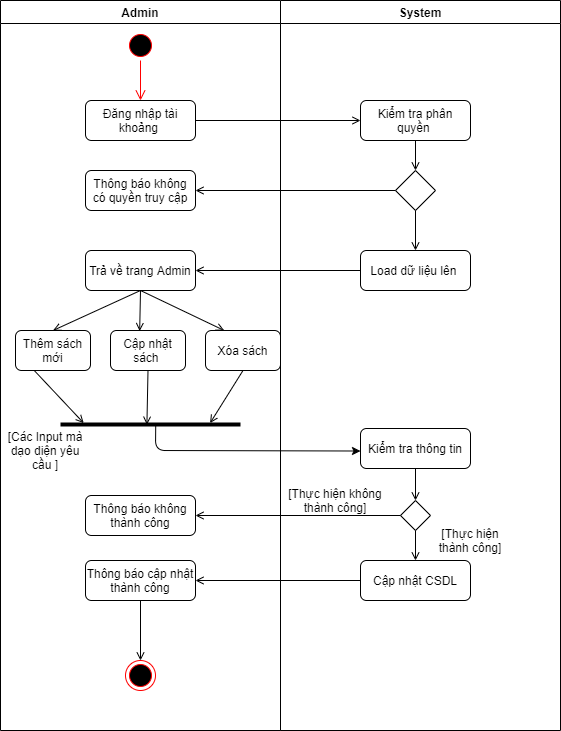 Admin
System
Đăng nhập tài
khoảng
Kiểm tra phân
quyền
Thông báo không
có quyền truy cập
Trả về trang Admin
Load dữ liệu lên
Thêm sách
mới
Cập nhật
sách
Xóa sách
[Các Input mà
dạo diện yêu
cầu ]
Kiểm tra thông tin
[Thực hiện không
thành công]
Thông báo không
thành công
[Thực hiện
thành công]
Thông báo cập nhật
thành công
Cập nhật CSDL